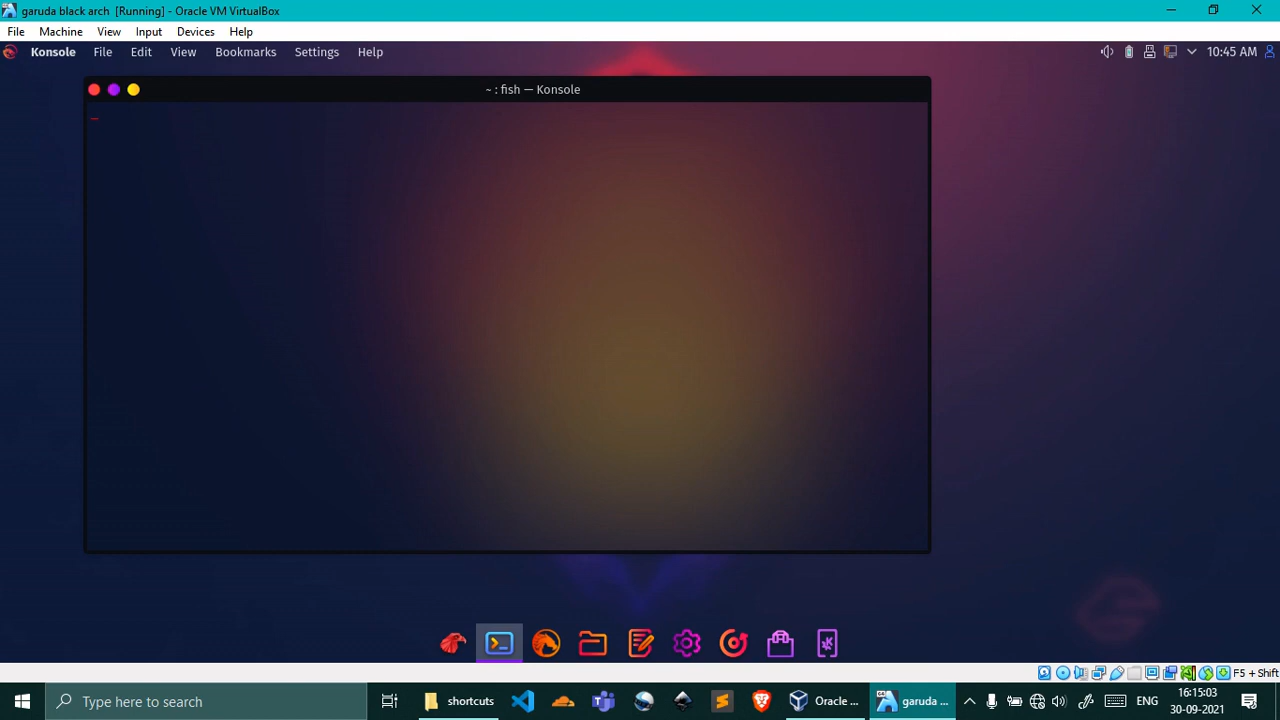 garuda black arch [Running] - Oracle VM VirtualBox
File Machine View Input Devices Help
Konsole File Edit View Bookmarks Settings Help 10:45 AM
~ : fish — Konsole
F5 + Shift
Type here to search shortcuts Oracle ... garuda ... ENG 16:15:03
30-09-2021